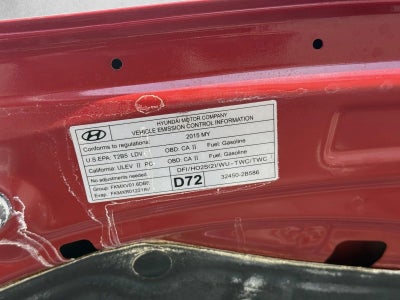 HYUNDAI MOTOR COMPANY
VEHICLE EMISSION CONTROL INFORMATION
Conforms to regulations: 2015 MY
U.S.EPA: T2B5 LDV OBD: CA II Fuel: Gasoline
California: ULEV II PC OBD: CA II Fuel: Gasoline
No adjustments needed DFI/HO2S(2)/WU-TWC/TWC
Group: D72 32450-2B586
Evap: